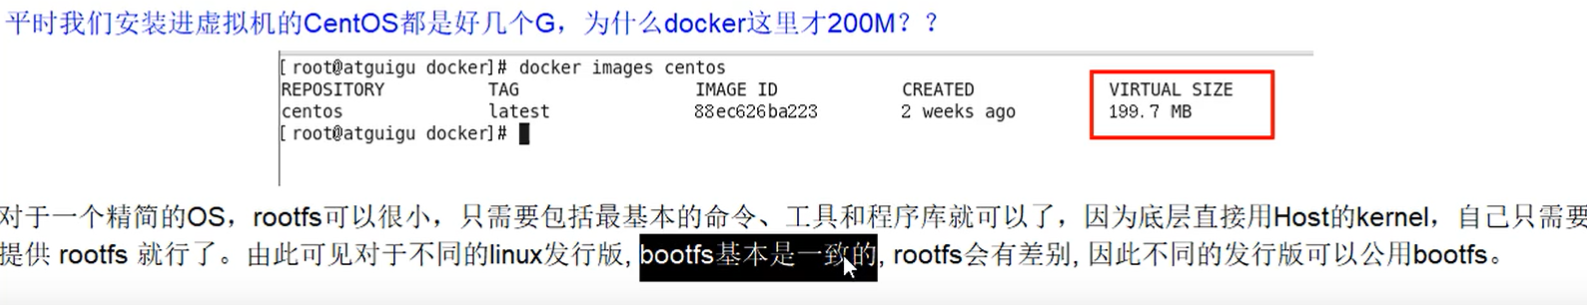 平时我们安装进虚拟机的CentOS都是好几个G，为什么docker这里才200M？？
[root@atguigu docker]# docker images centos
REPOSITORY TAG IMAGE ID CREATED VIRTUAL SIZE
centos latest 88ec626ba223 2 weeks ago 199.7 MB
[root@atguigu docker]#
对于一个精简的OS，rootfs可以很小，只需要包括最基本的命令、工具和程序库就可以了，因为底层直接用Host的kernel，自己只需要
提供 rootfs 就行了。由此可见对于不同的linux发行版, bootfs基本是一致的, rootfs会有差别, 因此不同的发行版可以公用bootfs。